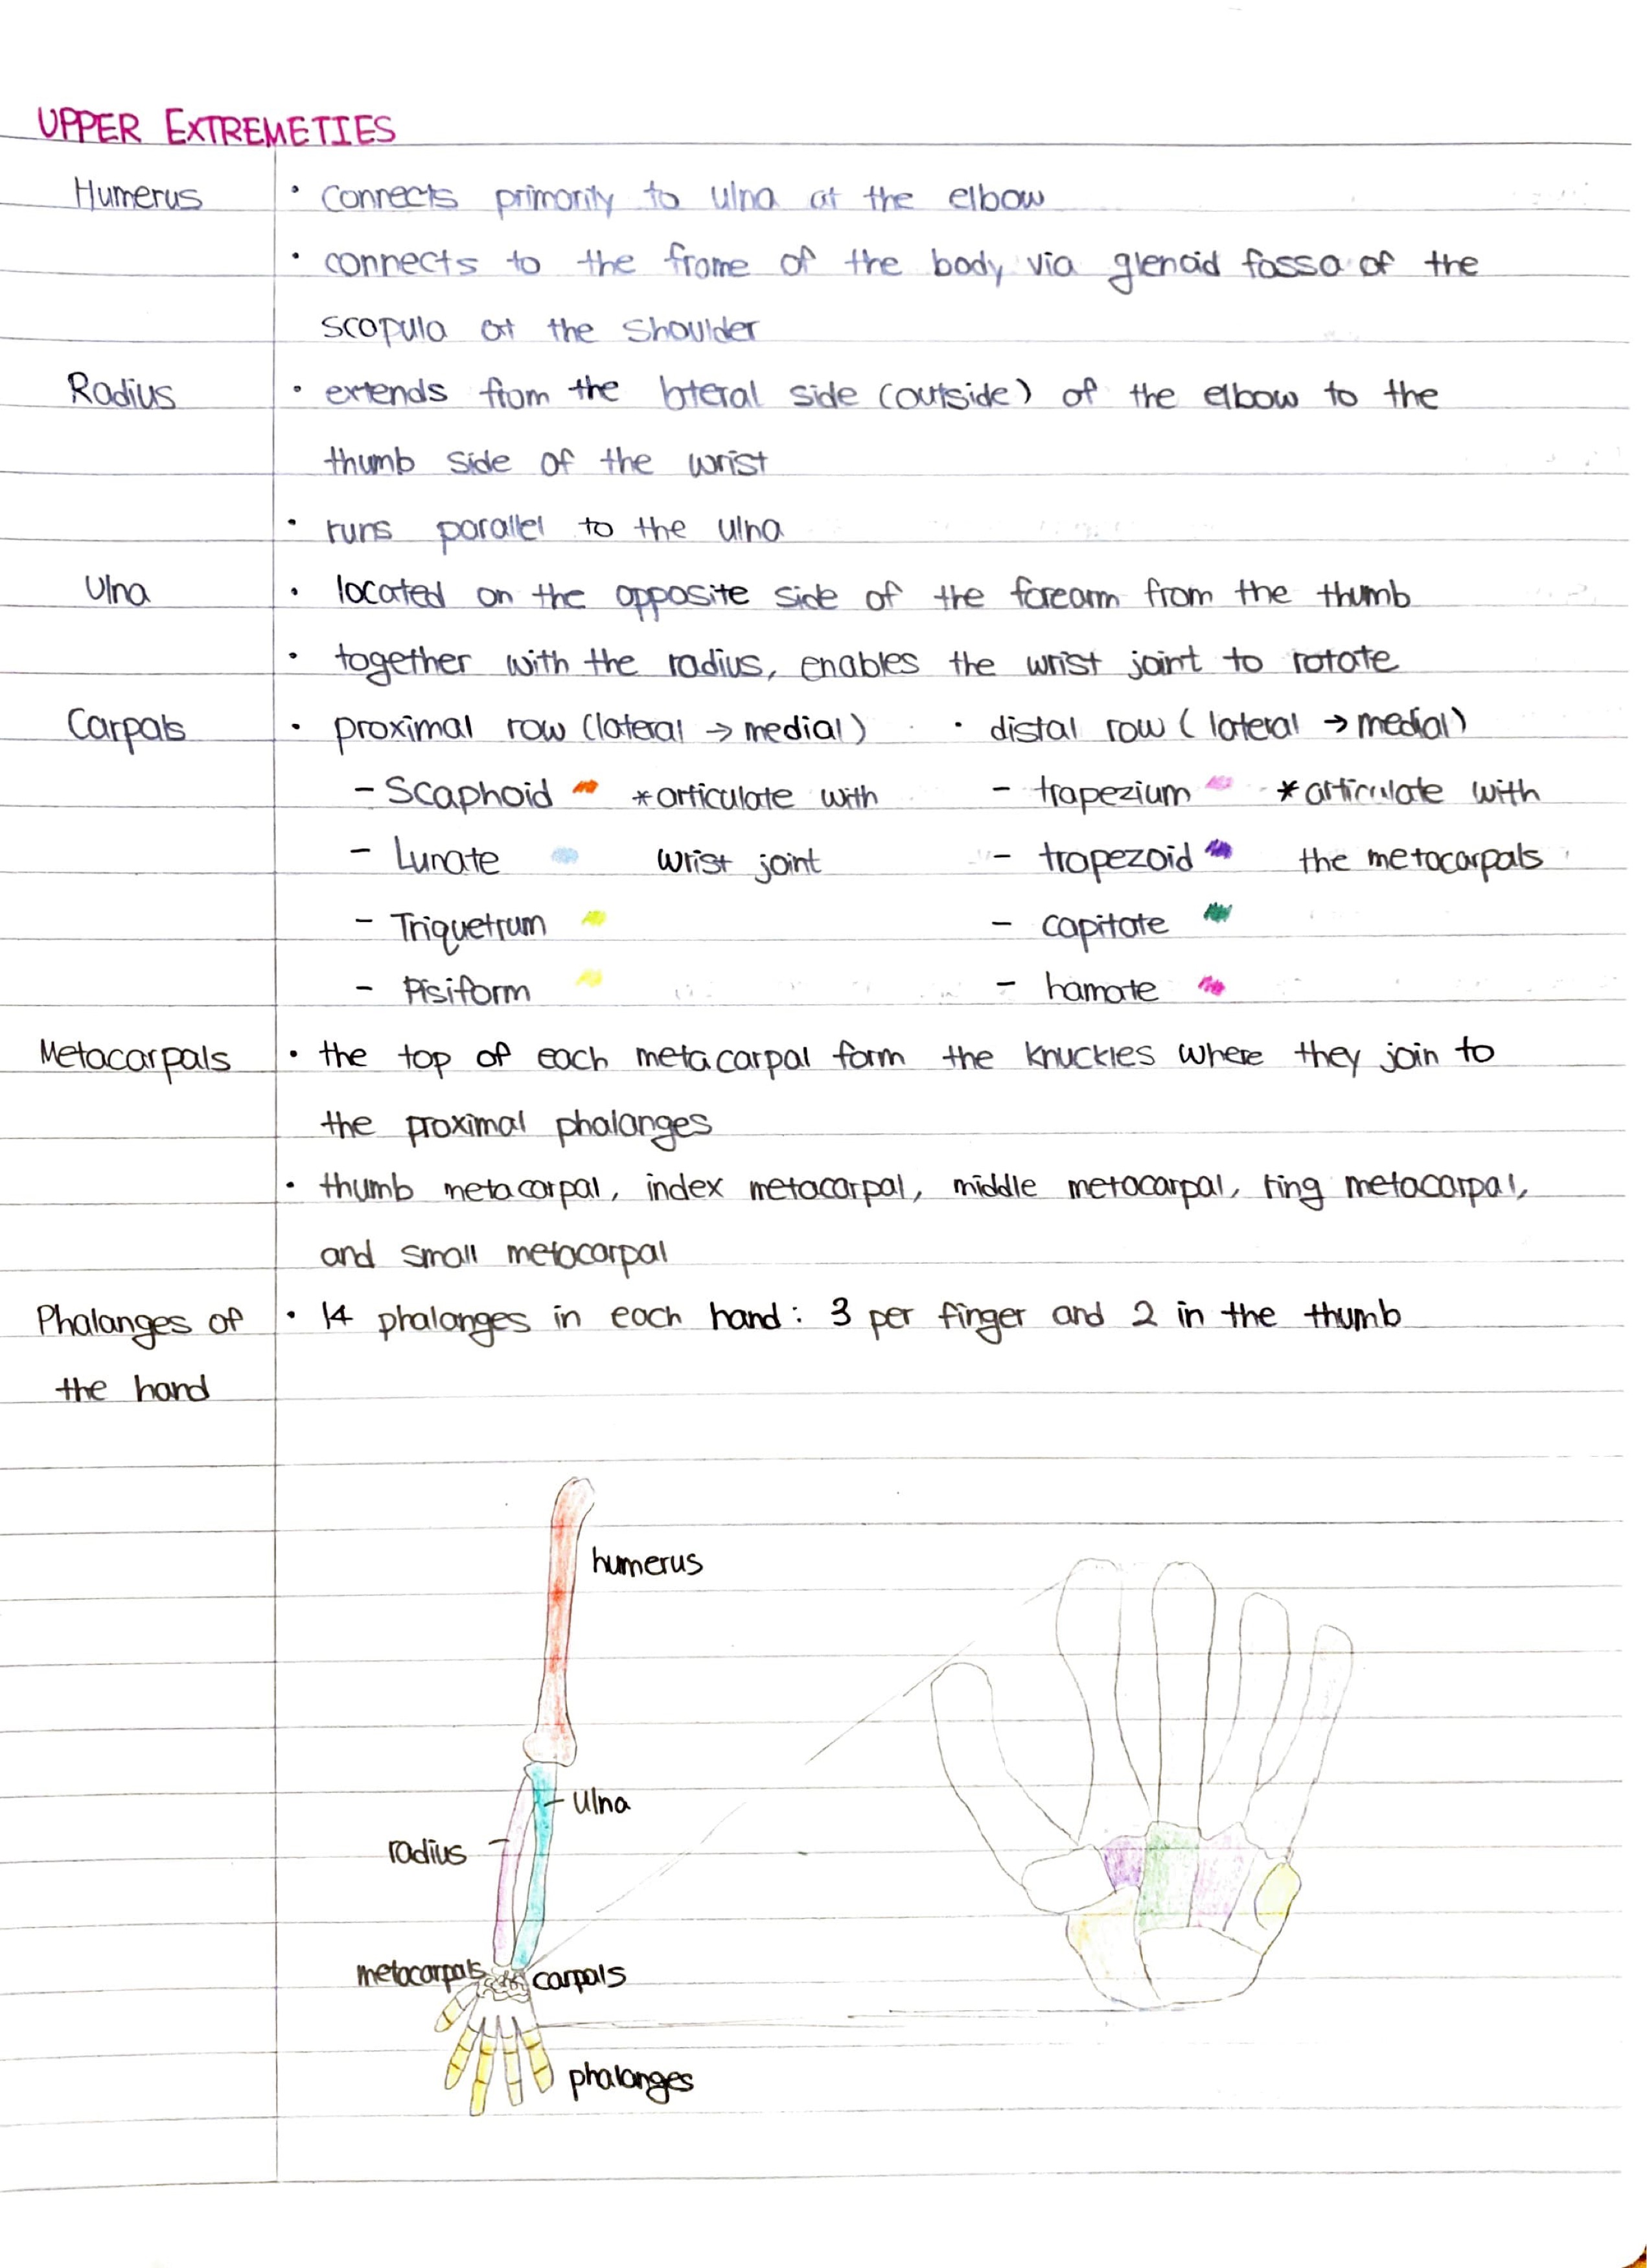 UPPER EXTREMETIES
Humerus • connects primarily to ulna at the elbow
• connects to the frame of the body via glenoid fossa of the
scapula at the shoulder
Radius • extends from the lateral side (outside) of the elbow to the
thumb side of the wrist
• runs parallel to the ulna
Ulna • located on the opposite side of the forearm from the thumb
• together with the radius, enables the wrist joint to rotate
Carpals • proximal row (lateral → medial) • distal row (lateral → medial)
- Scaphoid *articulate with - trapezium *articulate with
- Lunate wrist joint - trapezoid the metacarpals
- Triquetrum - capitate
- Pisiform - hamate
Metacarpals • the top of each metacarpal form the knuckles where they join to
the proximal phalanges
• thumb metacarpal, index metacarpal, middle metacarpal, ring metacarpal,
and small metacarpal
Phalanges of • 14 phalanges in each hand: 3 per finger and 2 in the thumb
the hand
humerus
ulna
radius
metacarpals carpals
phalanges